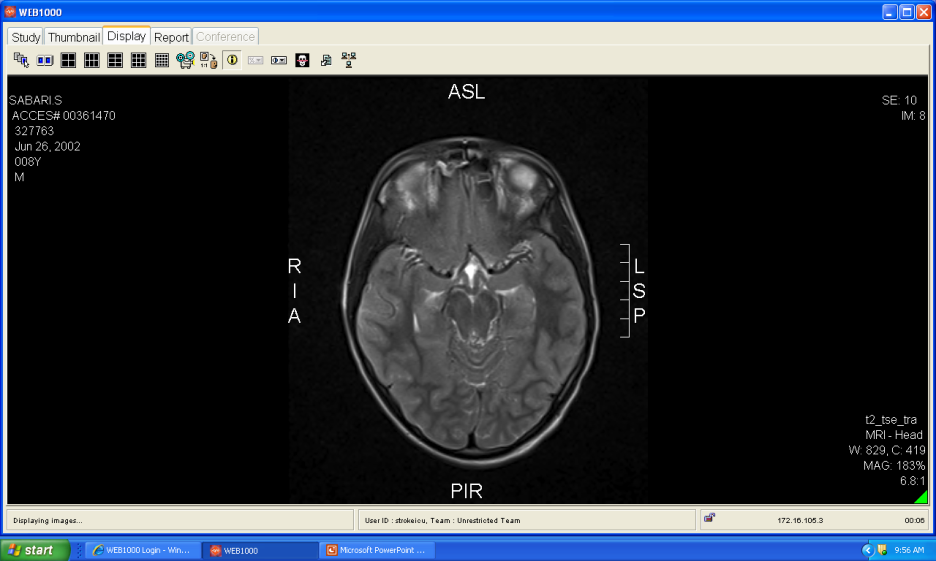 WEB1000
Study Thumbnail Display Report Conference
ASL
SABARI.S
ACCES# 00361470
327763
Jun 26, 2002
008Y
M
SE: 10
IM: 8
R
I
A
L
S
P
t2_tse_tra
MRI - Head
W: 829, C: 419
MAG: 183%
6.8:1
PIR
Displaying images...
User ID : strokeicu, Team : Unrestricted Team
172.16.105.3
00:06
start
WEB1000 Login - Win...
WEB1000
Microsoft PowerPoint ...
9:56 AM